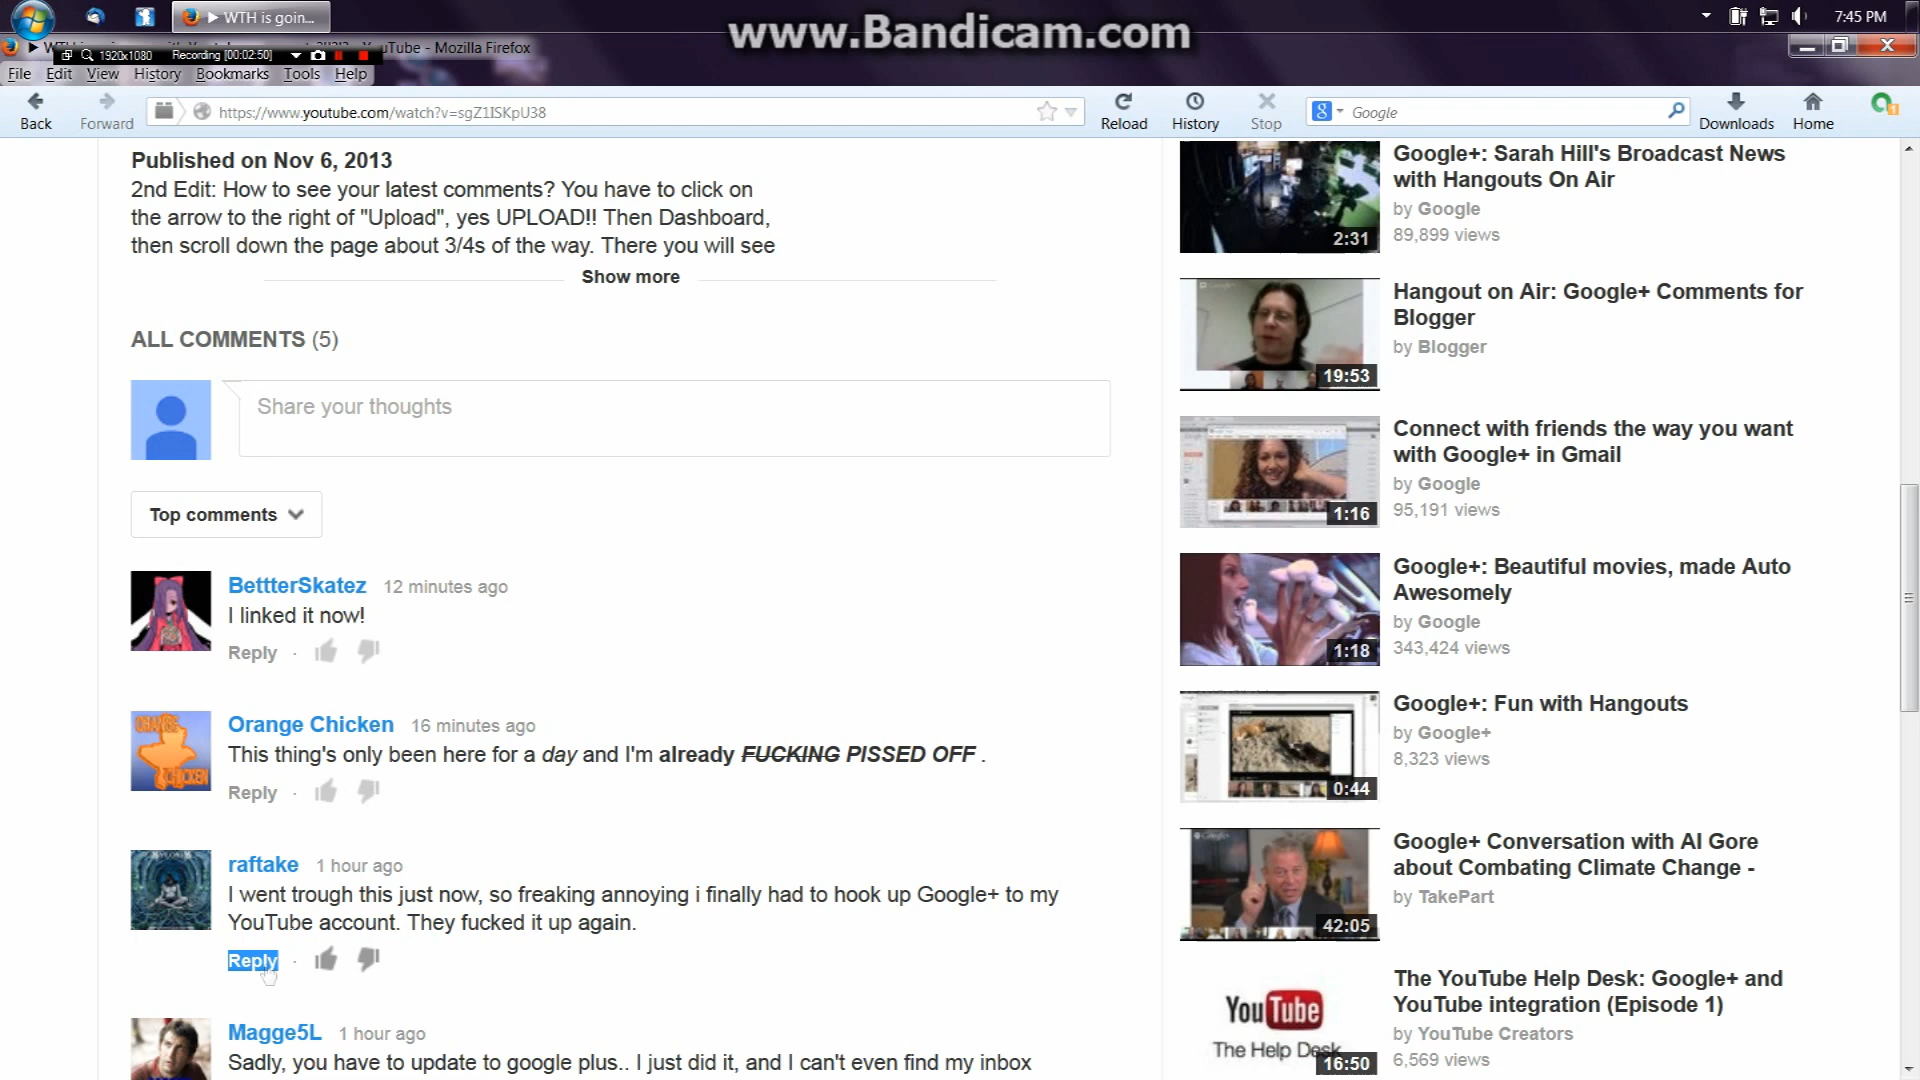 www.Bandicam.com
WTH is goin...
7:45 PM
YouTube - Mozilla Firefox
1920x1080 Recording [00:02:50]
File Edit View History Bookmarks Tools Help
Back Forward https://www.youtube.com/watch?v=sgZ1ISKpU38 Reload History Stop Google Downloads Home
Published on Nov 6, 2013
2nd Edit: How to see your latest comments? You have to click on
the arrow to the right of "Upload", yes UPLOAD!! Then Dashboard,
then scroll down the page about 3/4s of the way. There you will see
Show more
ALL COMMENTS (5)
Share your thoughts
Top comments
BettterSkatez 12 minutes ago
I linked it now!
Reply
ORANGE
CHICKEN
Orange Chicken 16 minutes ago
This thing's only been here for a day and I'm already FUCKING PISSED OFF .
Reply
raftake 1 hour ago
I went trough this just now, so freaking annoying i finally had to hook up Google+ to my
YouTube account. They fucked it up again.
Reply
Magge5L 1 hour ago
Sadly, you have to update to google plus.. I just did it, and I can't even find my inbox
2:31
Google+: Sarah Hill's Broadcast News
with Hangouts On Air
by Google
89,899 views
19:53
Hangout on Air: Google+ Comments for
Blogger
by Blogger
1:16
Connect with friends the way you want
with Google+ in Gmail
by Google
95,191 views
1:18
Google+: Beautiful movies, made Auto
Awesomely
by Google
343,424 views
0:44
Google+: Fun with Hangouts
by Google+
8,323 views
42:05
Google+ Conversation with Al Gore
about Combating Climate Change -
by TakePart
YouTube
The Help Desk
16:50
The YouTube Help Desk: Google+ and
YouTube integration (Episode 1)
by YouTube Creators
6,569 views